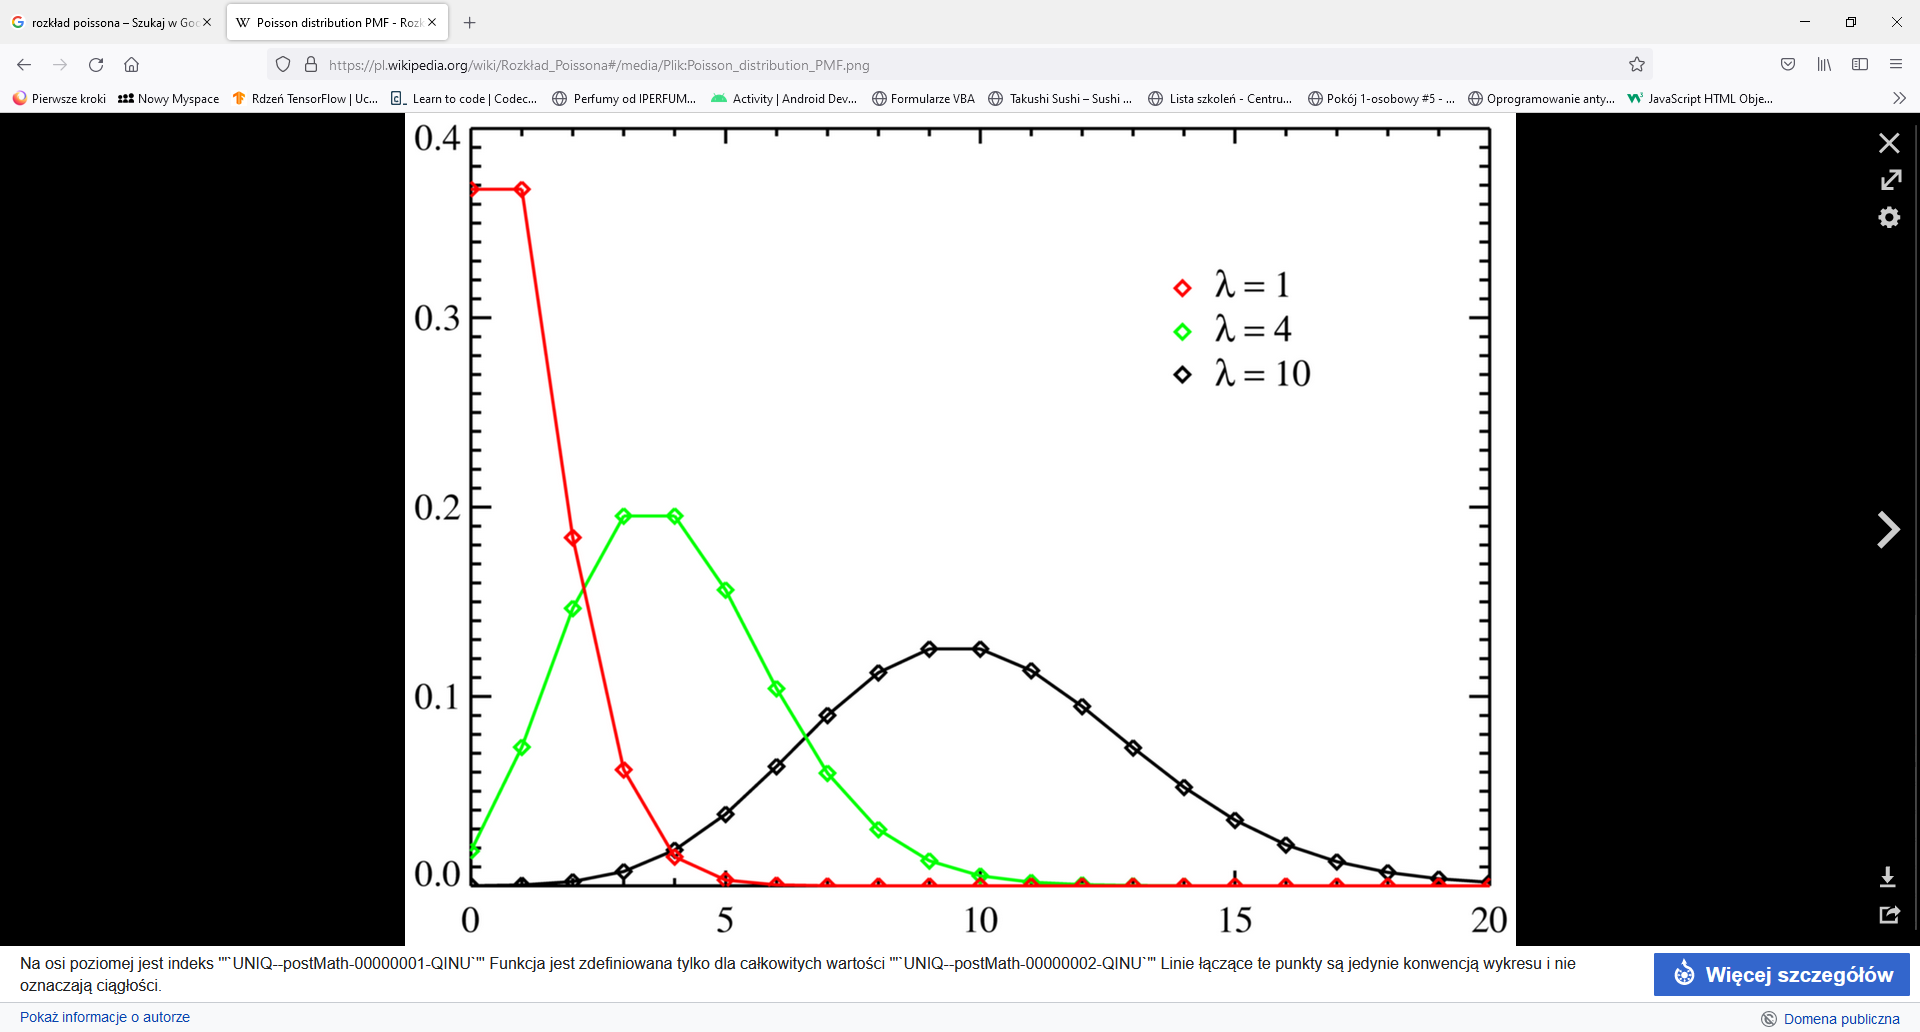 rozkład poissona – Szukaj w Goo
Poisson distribution PMF - Rozk
https://pl.wikipedia.org/wiki/Rozkład_Poissona#/media/Plik:Poisson_distribution_PMF.png
Pierwsze kroki
Nowy Myspace
Rdzeń TensorFlow | Uc...
Learn to code | Codec...
Perfumy od IPERFUM...
Activity | Android Dev...
Formularze VBA
Takushi Sushi – Sushi ...
Lista szkoleń - Centru...
Pokój 1-osobowy #5 - ...
Oprogramowanie anty...
JavaScript HTML Obje...
0.4
λ = 1
0.3
λ = 4
λ = 10
0.2
0.1
0.0
0 5 10 15 20
Na osi poziomej jest indeks '"`UNIQ--postMath-00000001-QINU`"' Funkcja jest zdefiniowana tylko dla całkowitych wartości '"`UNIQ--postMath-00000002-QINU`"' Linie łączące te punkty są jedynie konwencją wykresu i nie
oznaczają ciągłości.
Więcej szczegółów
Pokaż informacje o autorze
Domena publiczna